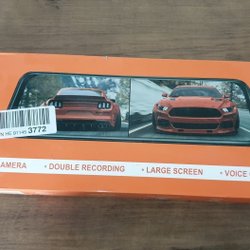 3772
AMERA • DOUBLE RECORDING • LARGE SCREEN • VOICE